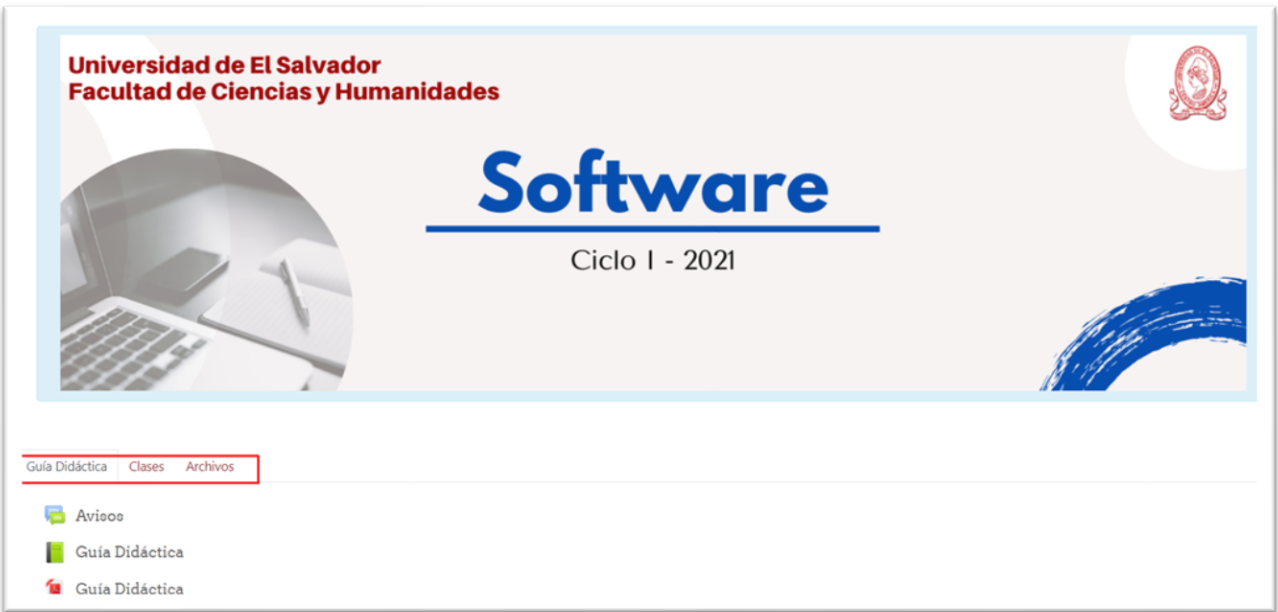 Universidad de El Salvador
Facultad de Ciencias y Humanidades
Software
Ciclo I - 2021
Guía Didáctica Clases Archivos
Avisos
Guía Didáctica
Guía Didáctica